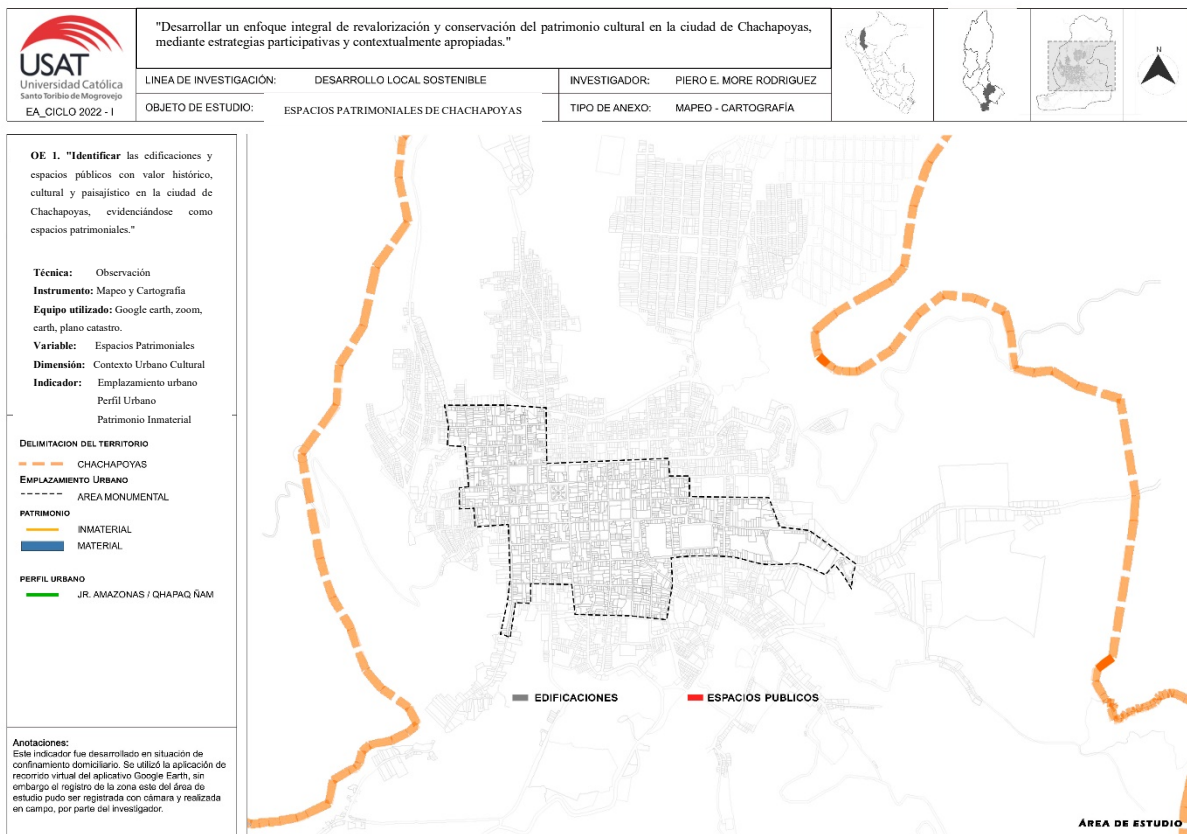 "Desarrollar un enfoque integral de revalorización y conservación del patrimonio cultural en la ciudad de Chachapoyas,
mediante estrategias participativas y contextualmente apropiadas."
USAT
Universidad Católica
Santo Toribio de Mogrovejo
EA_CICLO 2022 - I
LINEA DE INVESTIGACIÓN: DESARROLLO LOCAL SOSTENIBLE
INVESTIGADOR: PIERO E. MORE RODRIGUEZ
OBJETO DE ESTUDIO: ESPACIOS PATRIMONIALES DE CHACHAPOYAS
TIPO DE ANEXO: MAPEO - CARTOGRAFÍA
N
OE 1. "Identificar las edificaciones y
espacios públicos con valor histórico,
cultural y paisajístico en la ciudad de
Chachapoyas, evidenciándose como
espacios patrimoniales."
Técnica: Observación
Instrumento: Mapeo y Cartografía
Equipo utilizado: Google earth, zoom,
earth, plano catastro.
Variable: Espacios Patrimoniales
Dimensión: Contexto Urbano Cultural
Indicador: Emplazamiento urbano
Perfil Urbano
Patrimonio Inmaterial
DELIMITACION DEL TERRITORIO
CHACHAPOYAS
EMPLAZAMIENTO URBANO
AREA MONUMENTAL
PATRIMONIO
INMATERIAL
MATERIAL
PERFIL URBANO
JR. AMAZONAS / QHAPAQ ÑAM
EDIFICACIONES
ESPACIOS PUBLICOS
Anotaciones:
Este indicador fue desarrollado en situación de
confinamiento domiciliario. Se utilizó la aplicación de
recorrido virtual del aplicativo Google Earth, sin
embargo el registro de la zona este del área de
estudio pudo ser registrada con cámara y realizada
en campo, por parte del investigador.
ÁREA DE ESTUDIO